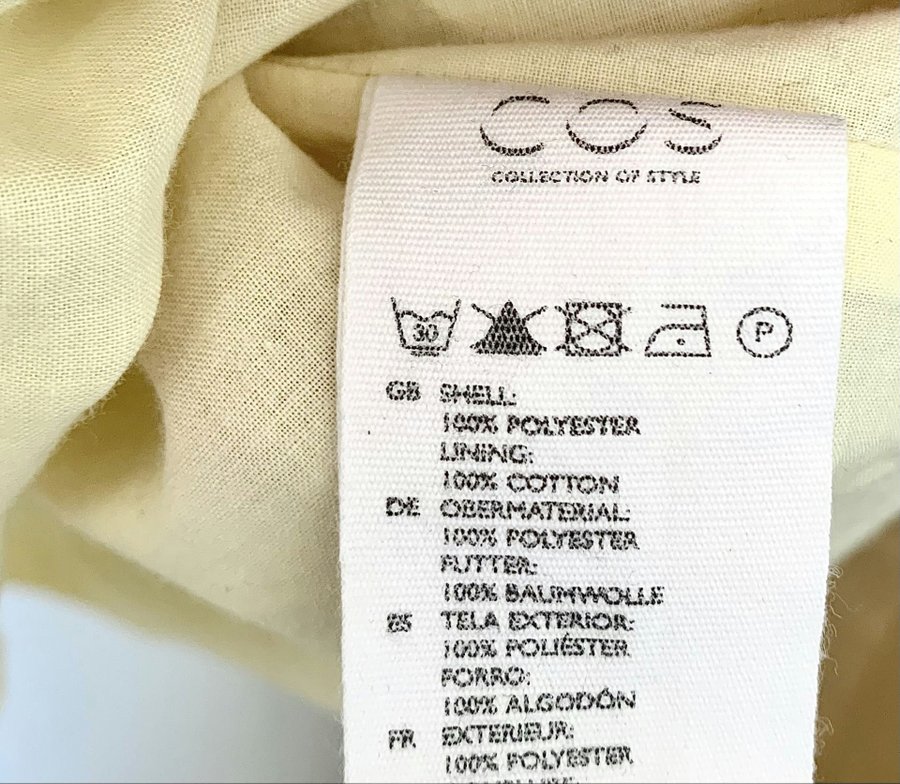 COS
COLLECTION OF STYLE
30 P
GB SHELL:
100% POLYESTER
LINING:
100% COTTON
DE OBERMATERIAL:
100% POLYESTER
FUTTER:
100% BAUMWOLLE
ES TELA EXTERIOR:
100% POLIÉSTER
FORRO:
100% ALGODÓN
FR EXTERIEUR:
100% POLYESTER